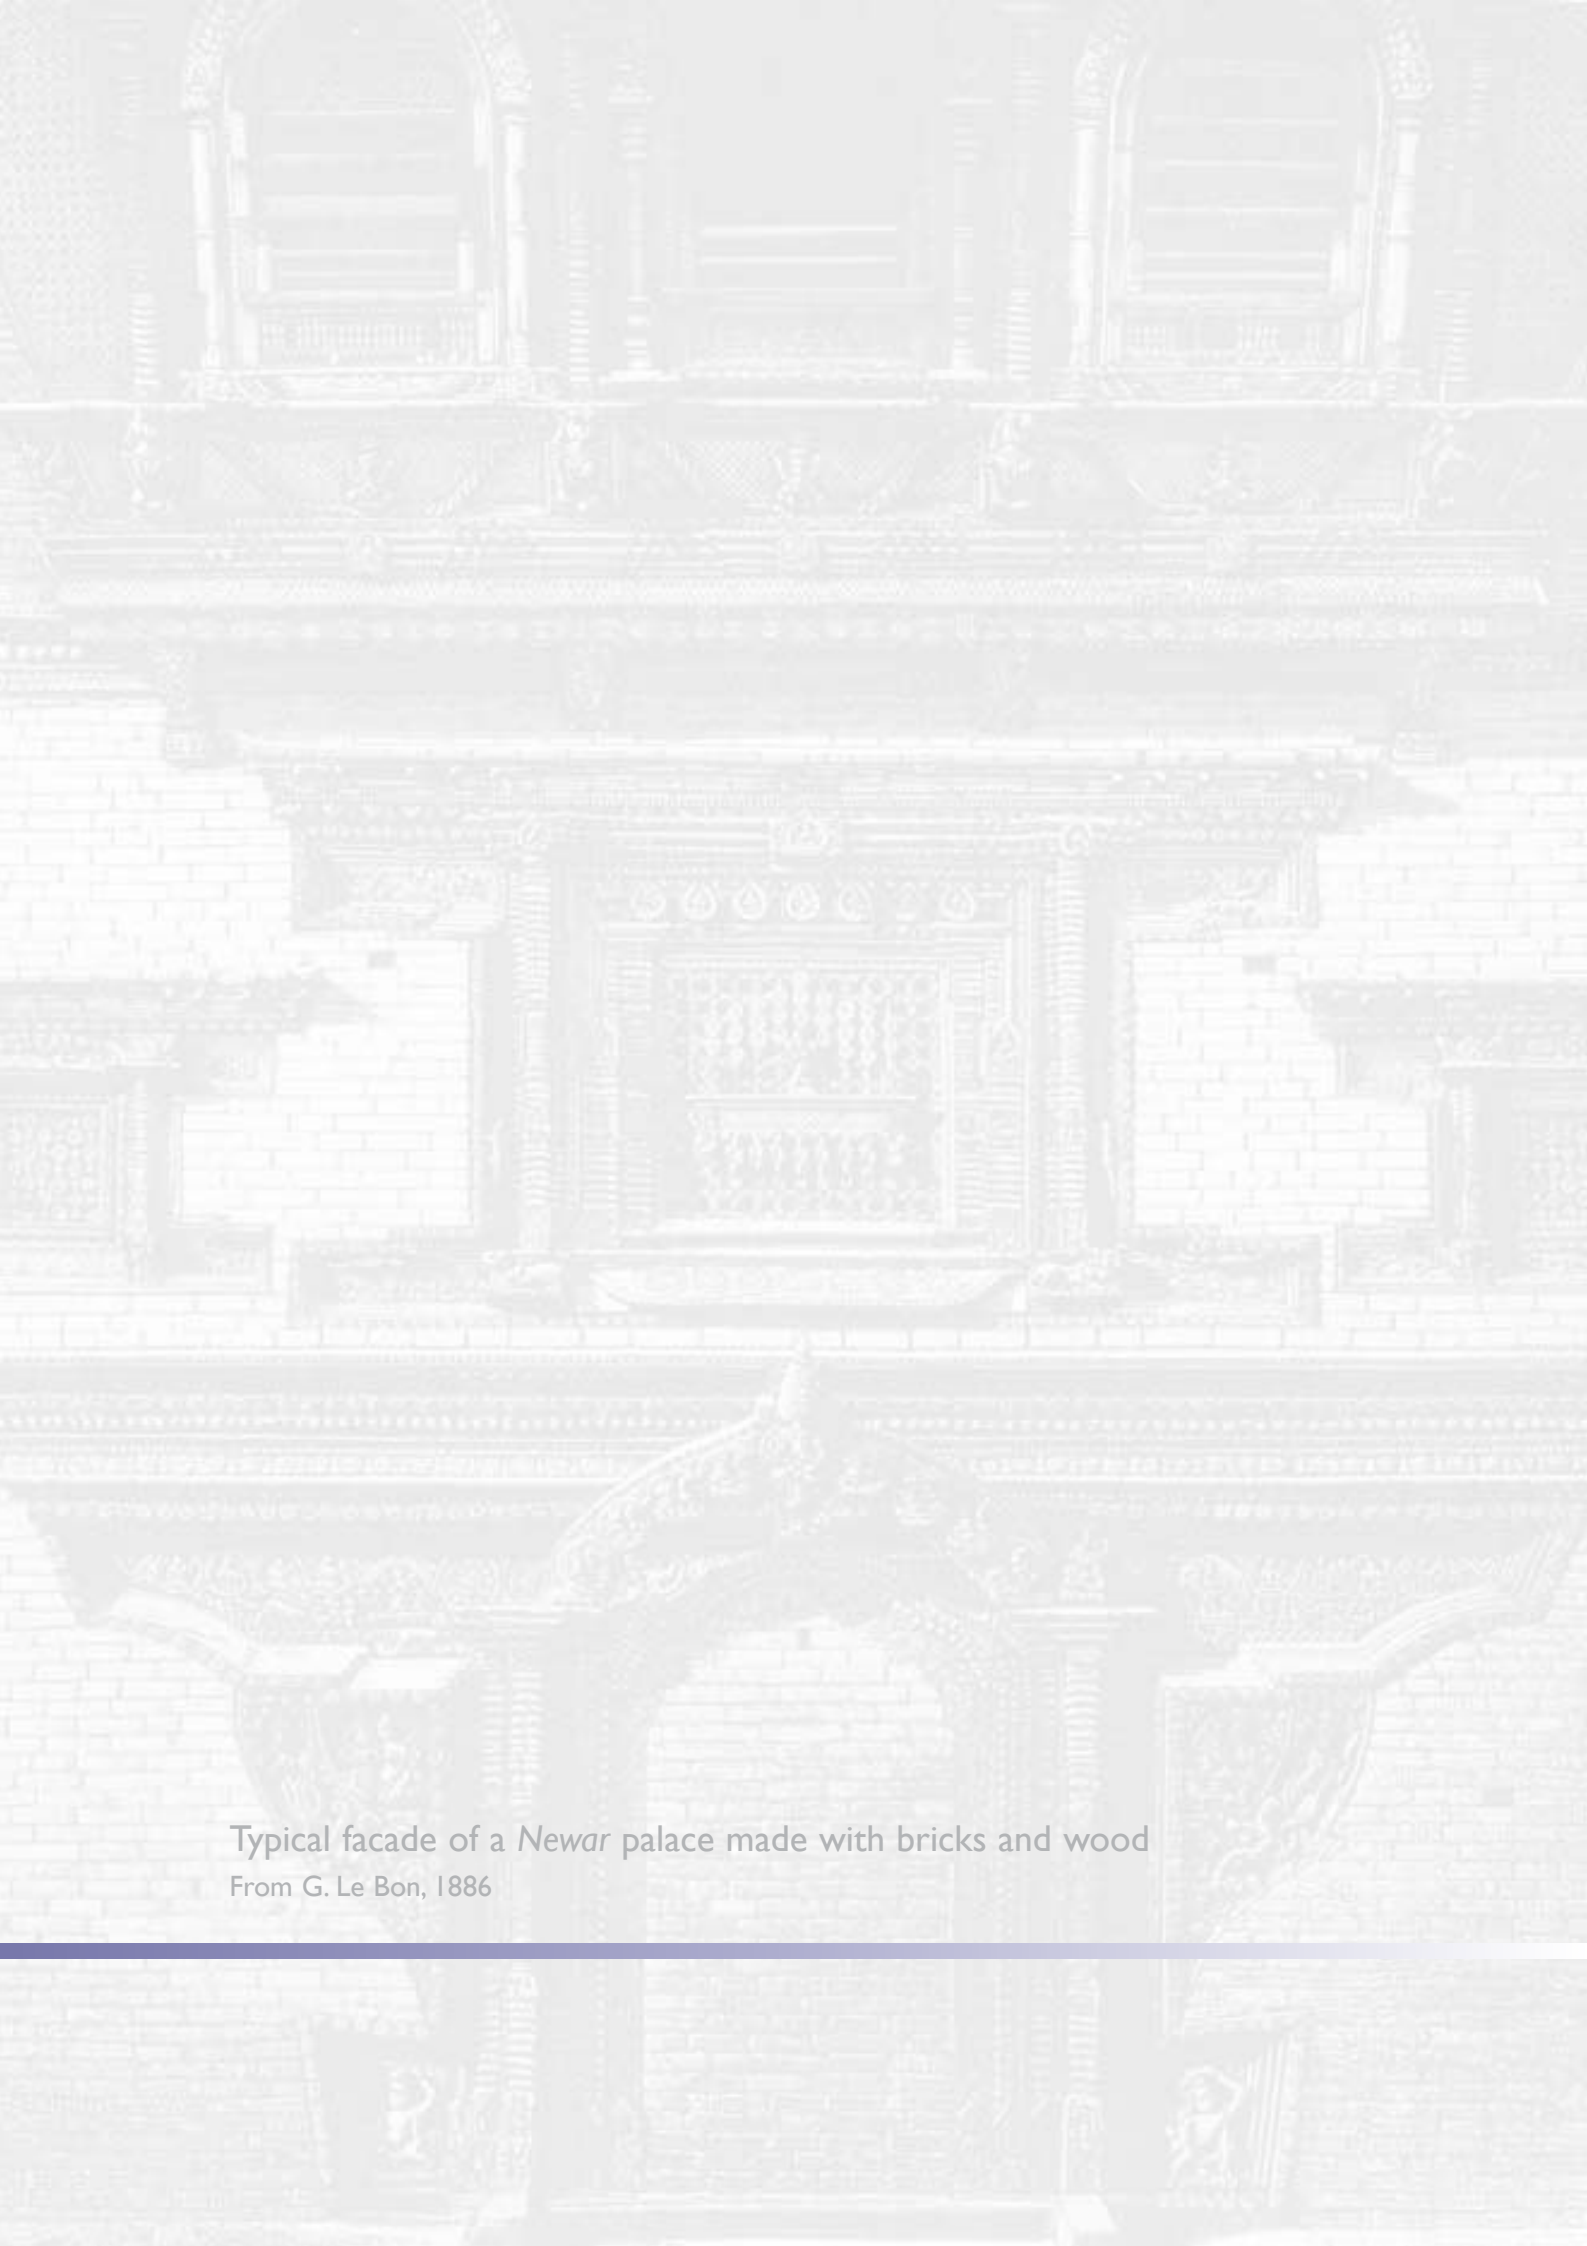 Typical facade of a Newar palace made with bricks and wood
From G. Le Bon, 1886